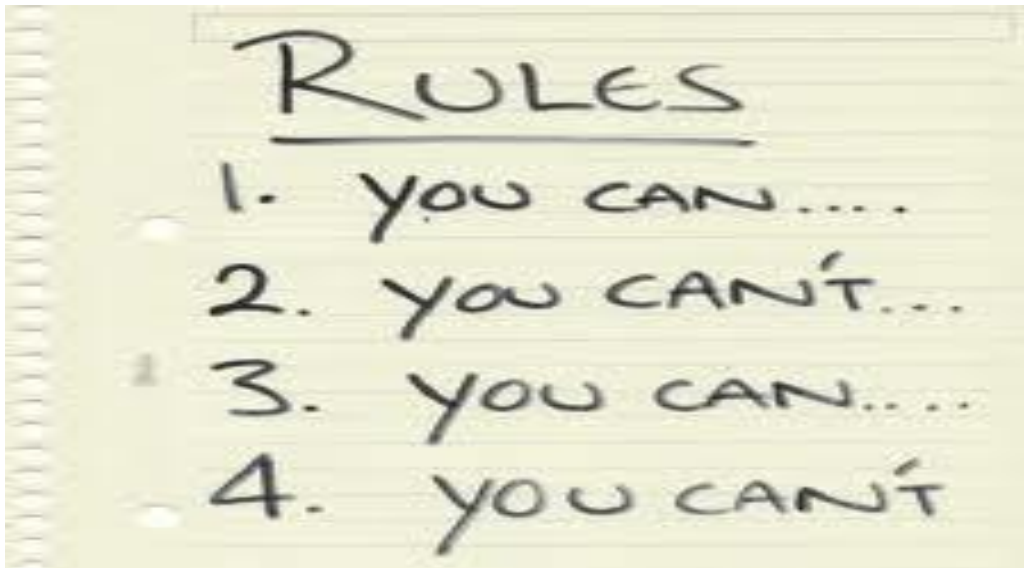 RULES
1. YOU CAN.....
2. YOU CAN'T...
3. YOU CAN.....
4. YOU CAN'T